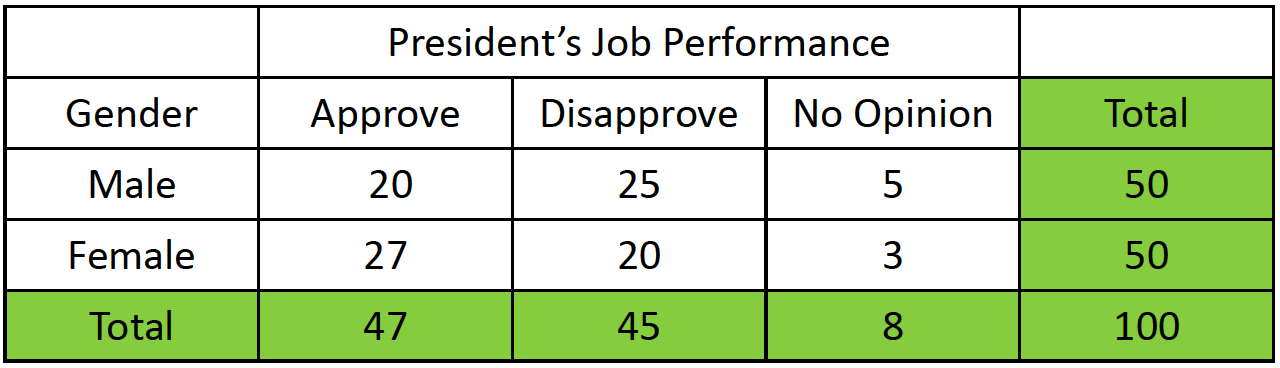 President’s Job Performance
Gender Approve Disapprove No Opinion Total
Male 20 25 5 50
Female 27 20 3 50
Total 47 45 8 100